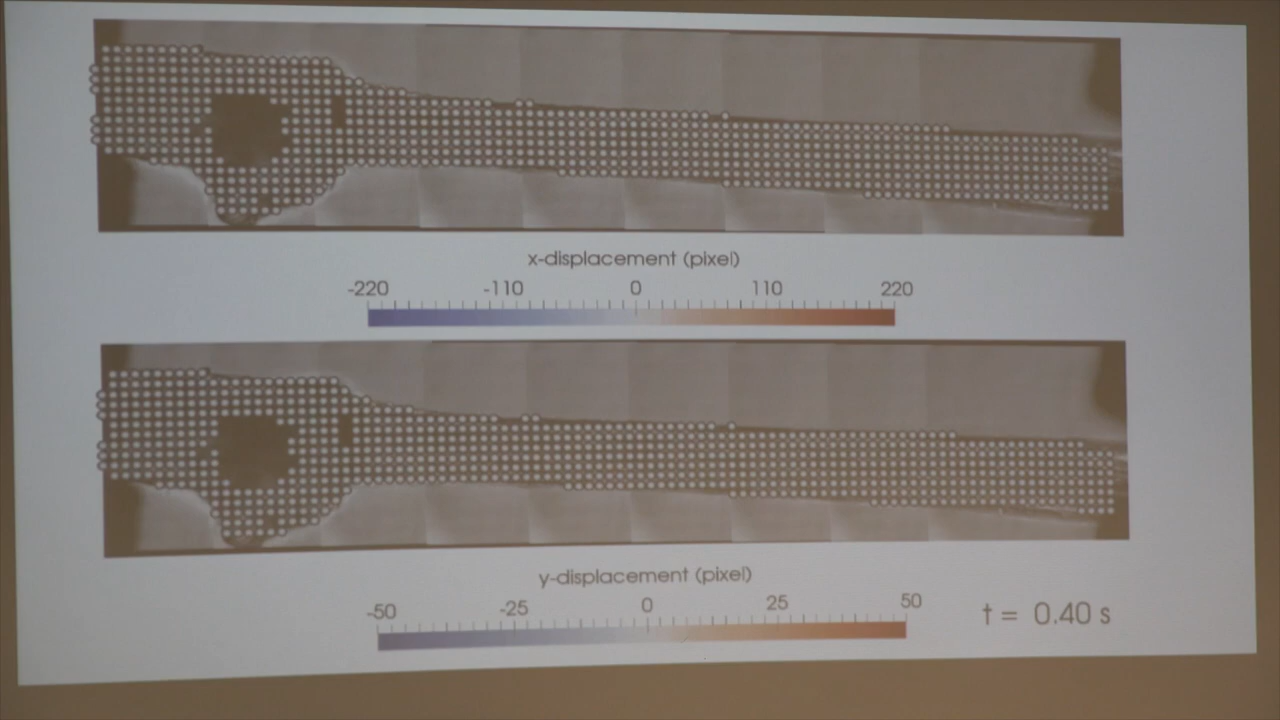 x-displacement (pixel)
-220 -110 0 110 220
y-displacement (pixel)
-50 -25 0 25 50
t = 0.40 s